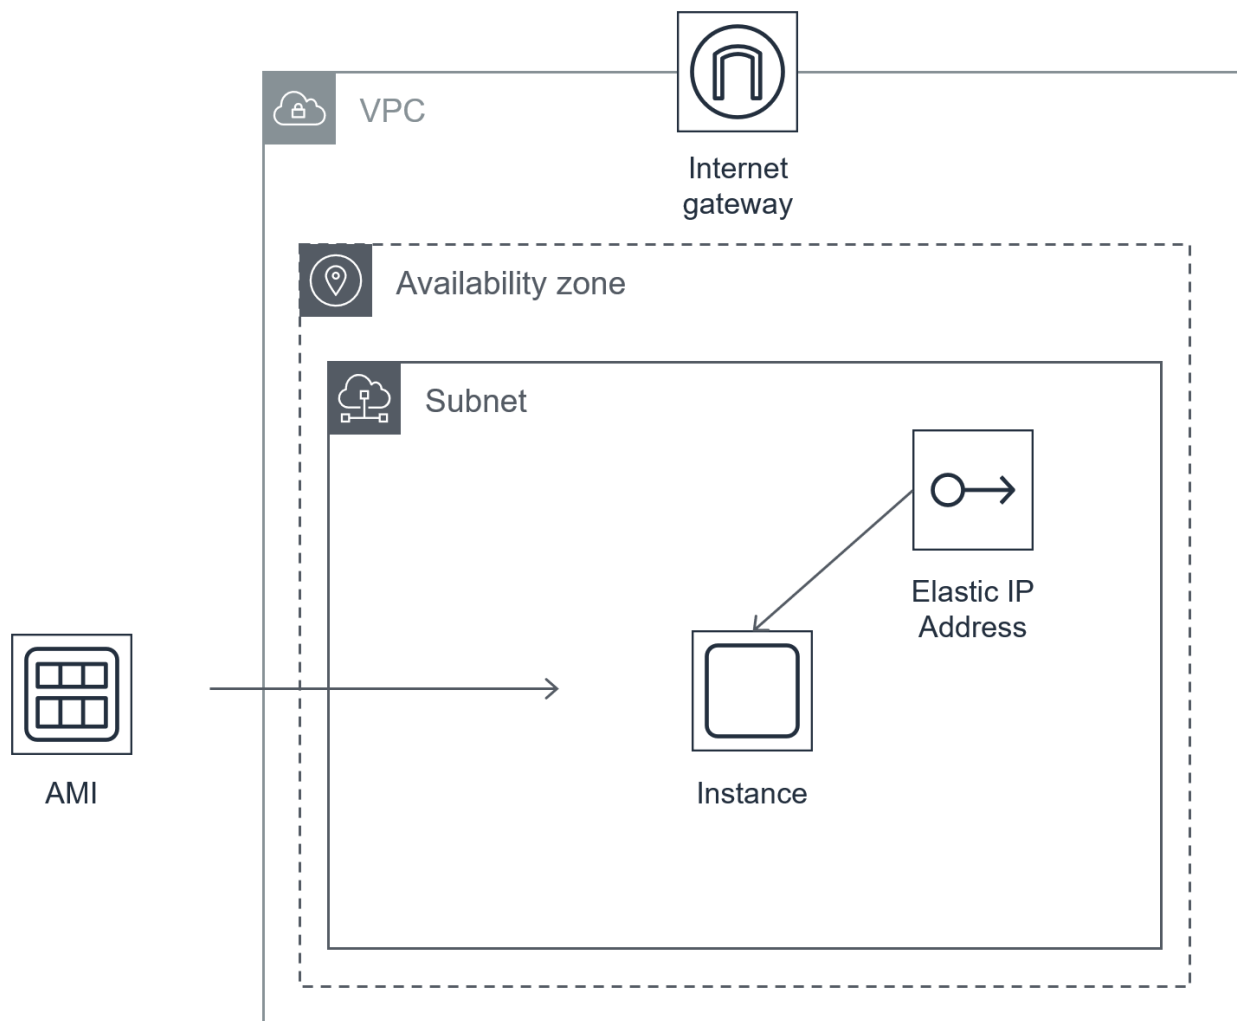 VPC
Internet
gateway
Availability zone
Subnet
Elastic IP
Address
AMI
Instance